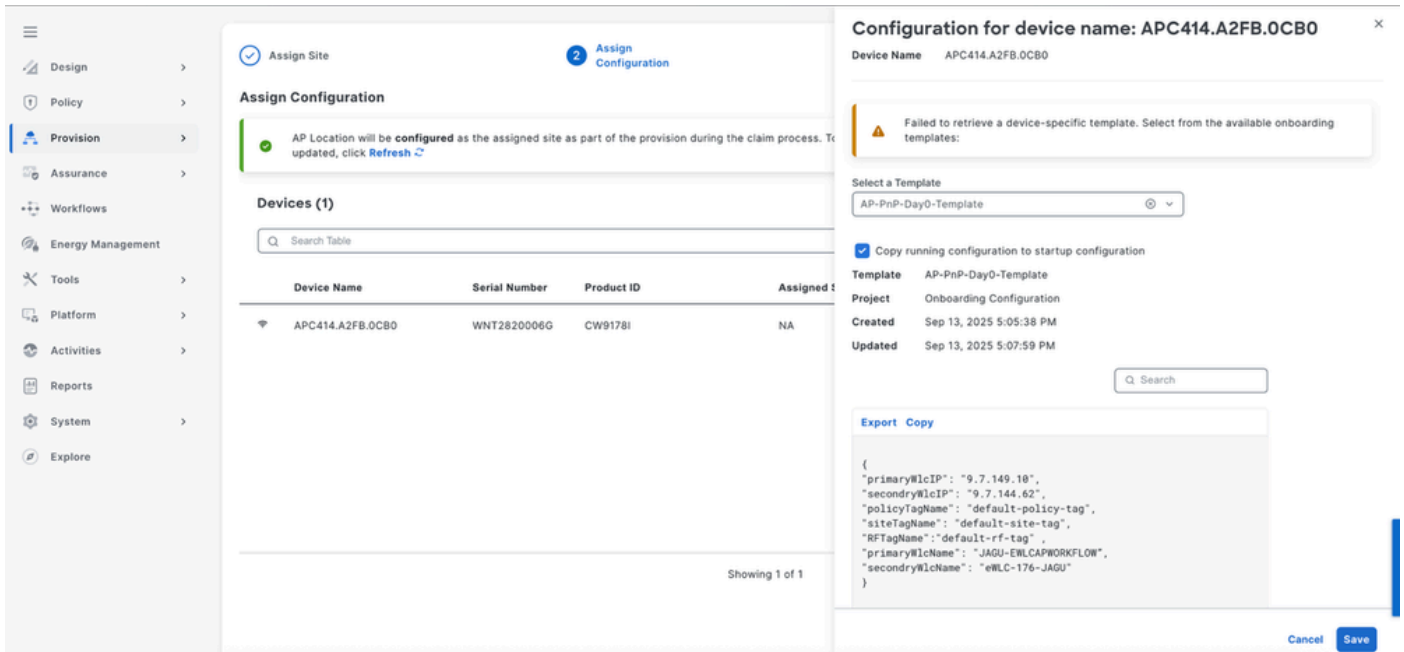 Design
Policy
Provision
Assurance
Workflows
Energy Management
Tools
Platform
Activities
Reports
System
Explore
Assign Site
2
Assign
Configuration
Assign Configuration
AP Location will be configured as the assigned site as part of the provision during the claim process. To
updated, click Refresh
Devices (1)
Search Table
Device Name Serial Number Product ID Assigned
APC414.A2FB.0CB0 WNT2820006G CW9178I NA
Showing 1 of 1
Configuration for device name: APC414.A2FB.0CB0
Device Name APC414.A2FB.0CB0
Failed to retrieve a device-specific template. Select from the available onboarding
templates:
Select a Template
AP-PnP-Day0-Template
Copy running configuration to startup configuration
Template AP-PnP-Day0-Template
Project Onboarding Configuration
Created Sep 13, 2025 5:05:38 PM
Updated Sep 13, 2025 5:07:59 PM
Search
Export Copy
{
"primaryWlcIP": "9.7.149.10",
"secondryWlcIP": "9.7.144.62",
"policyTagName": "default-policy-tag",
"siteTagName": "default-site-tag",
"RFTagName":"default-rf-tag" ,
"primaryWlcName": "JAGU-EWLCAPWORKFLOW",
"secondryWlcName": "eWLC-176-JAGU"
}
Cancel Save